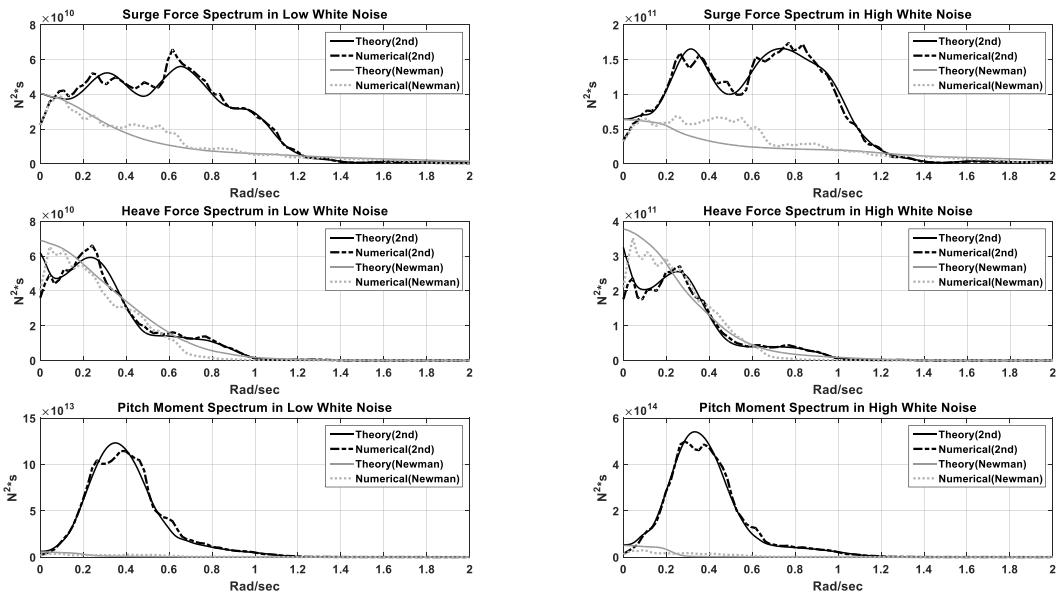 Surge Force Spectrum in Low White Noise
×10^10
8
6
4
2
0
N^2*s
Theory(2nd)
Numerical(2nd)
Theory(Newman)
Numerical(Newman)
0 0.2 0.4 0.6 0.8 1 1.2 1.4 1.6 1.8 2
Rad/sec
Surge Force Spectrum in High White Noise
×10^11
2
1.5
1
0.5
0
N^2*s
Theory(2nd)
Numerical(2nd)
Theory(Newman)
Numerical(Newman)
0 0.2 0.4 0.6 0.8 1 1.2 1.4 1.6 1.8 2
Rad/sec
Heave Force Spectrum in Low White Noise
×10^10
8
6
4
2
0
N^2*s
Theory(2nd)
Numerical(2nd)
Theory(Newman)
Numerical(Newman)
0 0.2 0.4 0.6 0.8 1 1.2 1.4 1.6 1.8 2
Rad/sec
Heave Force Spectrum in High White Noise
×10^11
4
3
2
1
0
N^2*s
Theory(2nd)
Numerical(2nd)
Theory(Newman)
Numerical(Newman)
0 0.2 0.4 0.6 0.8 1 1.2 1.4 1.6 1.8 2
Rad/sec
Pitch Moment Spectrum in Low White Noise
×10^13
15
10
5
0
N^2*s
Theory(2nd)
Numerical(2nd)
Theory(Newman)
Numerical(Newman)
0 0.2 0.4 0.6 0.8 1 1.2 1.4 1.6 1.8 2
Rad/sec
Pitch Moment Spectrum in High White Noise
×10^14
6
4
2
0
N^2*s
Theory(2nd)
Numerical(2nd)
Theory(Newman)
Numerical(Newman)
0 0.2 0.4 0.6 0.8 1 1.2 1.4 1.6 1.8 2
Rad/sec